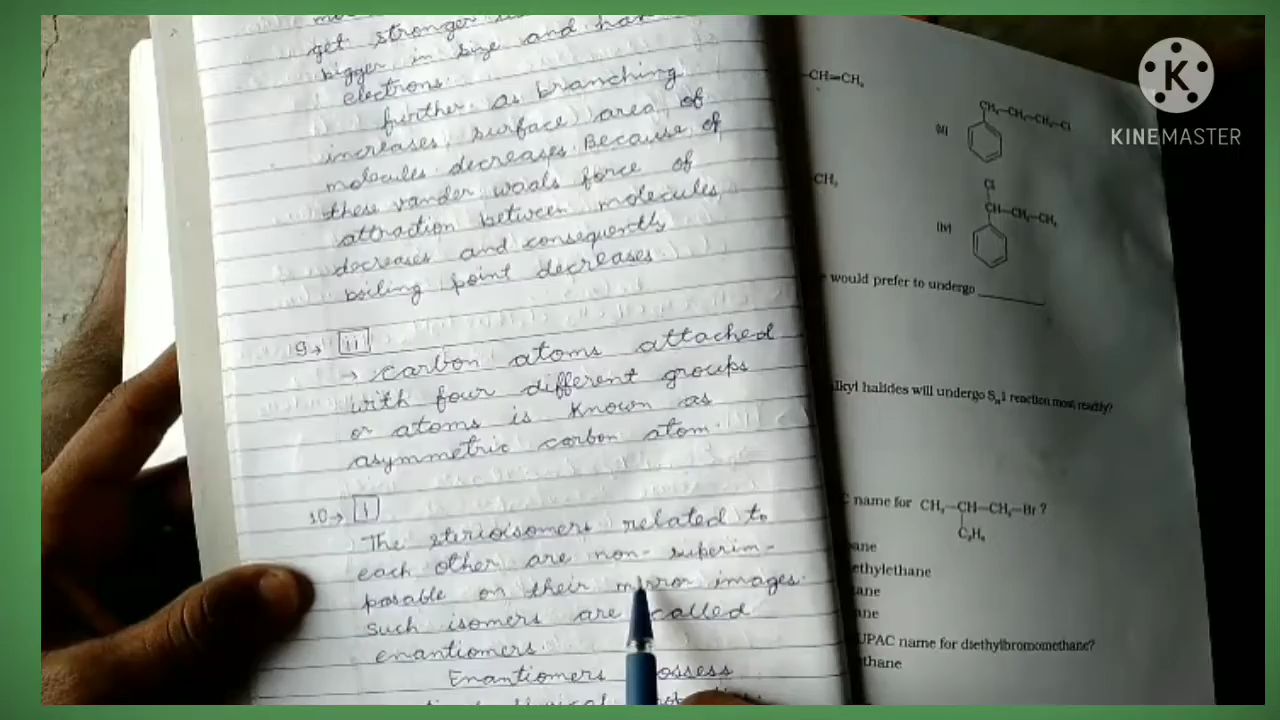 get stronger
bigger in size and
electrons.
further, as branching
increases, surface area of
molecules decreases. Because of
these vander waals force of
attraction between molecules,
decreases and consequently
boiling point decreases.
9→ ii
→ carbon atoms attached
with four different groups
or atoms is known as
asymmetric carbon atom.
10→ i
The sterioisomers related to
each other are non-superim-
posable on their mirror images.
Such isomers are called
enantiomers.
Enantiomers possess
CH=CH₂
(ii)
CH₂—CH₂—CH₂—Cl
CH₃
Cl
(iv)
CH—CH₂—CH₃
would prefer to undergo ____________
alkyl halides will undergo SN1 reaction most readily?
name for CH₃—CH—CH₂—Br ?
C₂H₅
ane
ethylethane
ane
ane
IUPAC name for diethylbromomethane?
thane
K
KINEMASTER